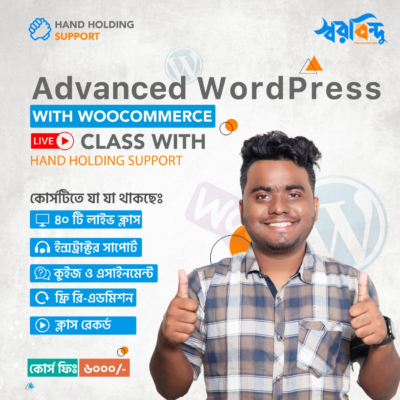 HAND HOLDING
SUPPORT
স্বরবিন্দু
Advanced WordPress
WITH WOOCOMMERCE
LIVE CLASS WITH
HAND HOLDING SUPPORT
কোর্সটিতে যা যা থাকছেঃ
৪০ টি লাইভ ক্লাস
ইন্সট্রাক্টর সাপোর্ট
কুইজ ও এসাইনমেন্ট
ফ্রি রি-এডমিশন
ক্লাস রেকর্ড
কোর্স ফিঃ ৬০০০/-